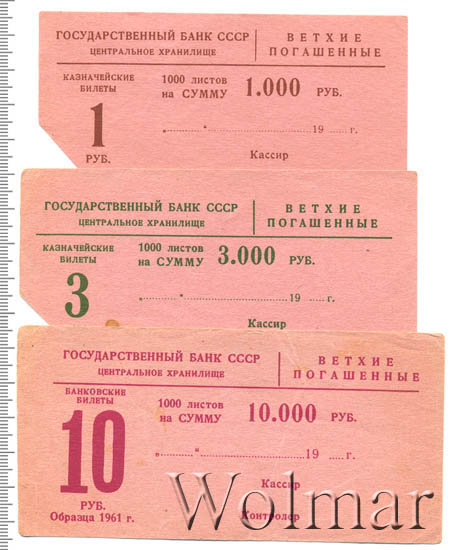 ГОСУДАРСТВЕННЫЙ БАНК СССР
ЦЕНТРАЛЬНОЕ ХРАНИЛИЩЕ
ВЕТХИЕ
ПОГАШЕННЫЕ
КАЗНАЧЕЙСКИЕ
БИЛЕТЫ
1
РУБ.
1000 листов
на СУММУ 1.000 РУБ.
„ “ 19 г.
Кассир
ГОСУДАРСТВЕННЫЙ БАНК СССР
ЦЕНТРАЛЬНОЕ ХРАНИЛИЩЕ
ВЕТХИЕ
ПОГАШЕННЫЕ
КАЗНАЧЕЙСКИЕ
БИЛЕТЫ
3
1000 листов
на СУММУ 3.000 РУБ.
„ “ 19 г.
Кассир
ГОСУДАРСТВЕННЫЙ БАНК СССР
ЦЕНТРАЛЬНОЕ ХРАНИЛИЩЕ
ВЕТХИЕ
ПОГАШЕННЫЕ
БАНКОВСКИЕ
БИЛЕТЫ
10
РУБ.
Образца 1961 г.
1000 листов
на СУММУ 10.000 РУБ.
„ “ 19 г.
Кассир
Контролер
Wolmar